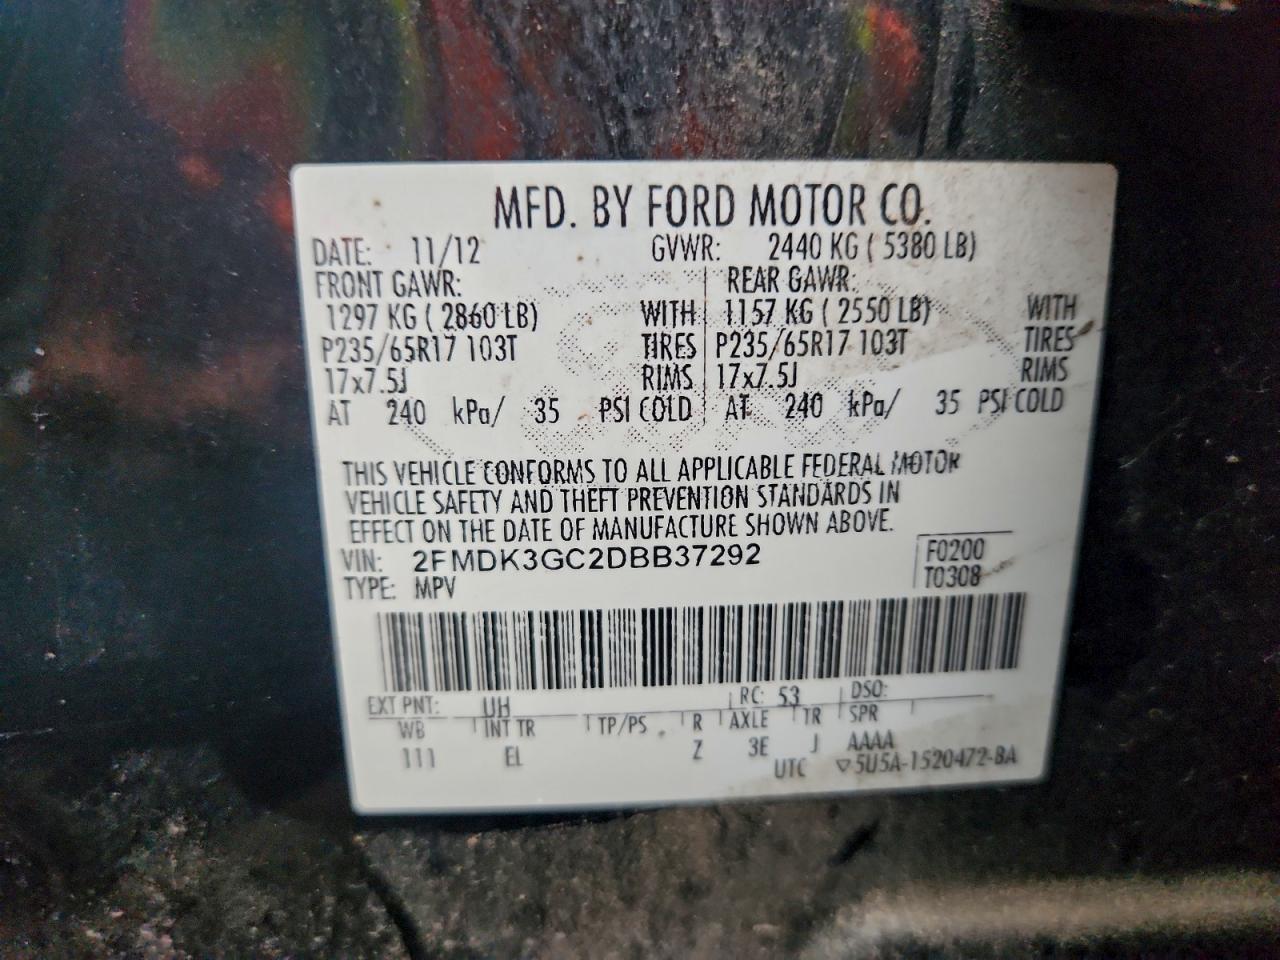 MFD. BY FORD MOTOR CO.
DATE: 11/12 GVWR: 2440 KG ( 5380 LB)
FRONT GAWR: REAR GAWR:
1297 KG ( 2860 LB) WITH 1157 KG ( 2550 LB) WITH
P235/65R17 103T TIRES P235/65R17 103T TIRES
17x7.5J RIMS 17x7.5J RIMS
AT 240 kPa/ 35 PSI COLD AT 240 kPa/ 35 PSI COLD
THIS VEHICLE CONFORMS TO ALL APPLICABLE FEDERAL MOTOR
VEHICLE SAFETY AND THEFT PREVENTION STANDARDS IN
EFFECT ON THE DATE OF MANUFACTURE SHOWN ABOVE.
VIN: 2FMDK3GC2DBB37292 F0200
TYPE: MPV T0308
EXT PNT: UH RC: 53 DSO:
WB INT TR TP/PS R AXLE TR SPR
111 EL Z 3E J AAAA
UTC ▽5U5A-1520472-BA